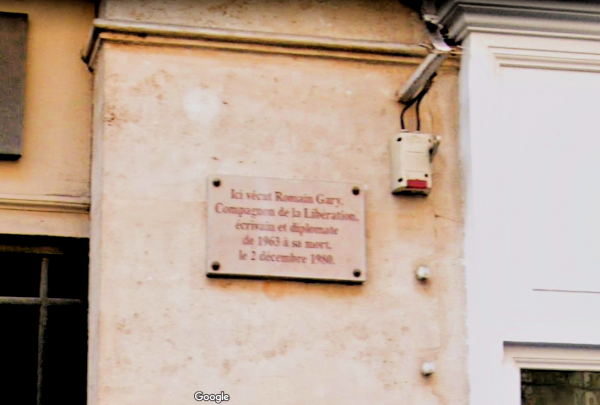 Ici vécut Romain Gary,
Compagnon de la Libération,
écrivain et diplomate
de 1963 à sa mort,
le 2 décembre 1980.
Google